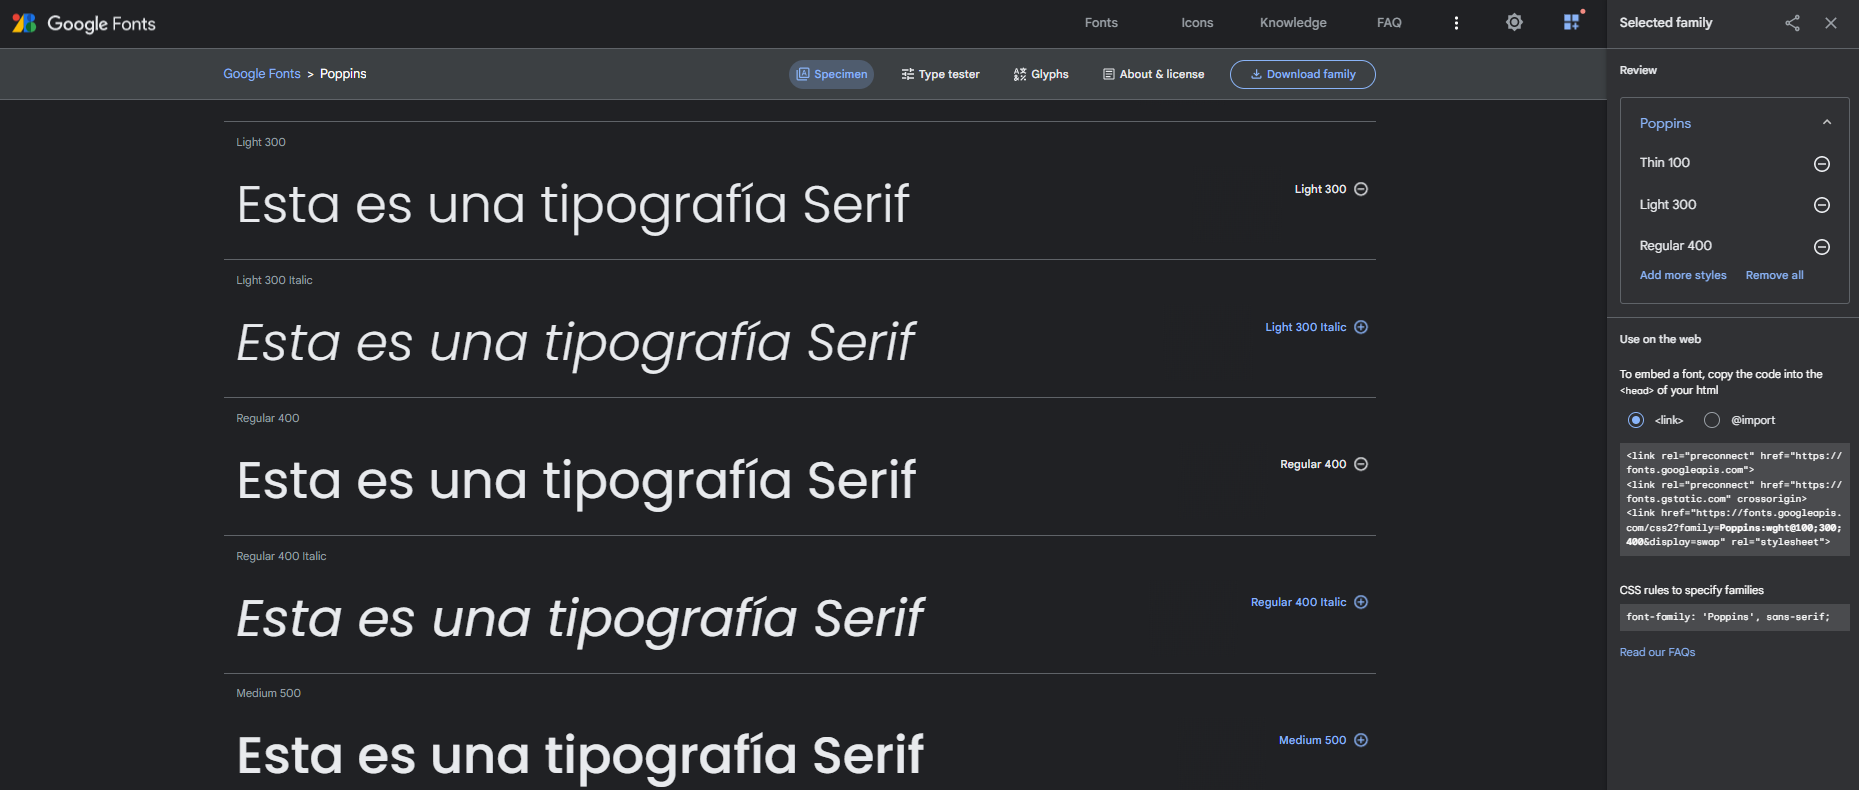 Google Fonts
Fonts
Icons
Knowledge
FAQ
Google Fonts > Poppins
Specimen
Type tester
Glyphs
About & license
Download family
Light 300
Esta es una tipografía Serif
Light 300
Light 300 Italic
Esta es una tipografía Serif
Light 300 Italic
Regular 400
Esta es una tipografía Serif
Regular 400
Regular 400 Italic
Esta es una tipografía Serif
Regular 400 Italic
Medium 500
Esta es una tipografía Serif
Medium 500
Selected family
Review
Poppins
Thin 100
Light 300
Regular 400
Add more styles
Remove all
Use on the web
To embed a font, copy the code into the
<head> of your html
<link>
@import
<link rel="preconnect" href="https://
fonts.googleapis.com">
<link rel="preconnect" href="https://
fonts.gstatic.com" crossorigin>
<link href="https://fonts.googleapis.
com/css2?family=Poppins:wght@100;300;
400&display=swap" rel="stylesheet">
CSS rules to specify families
font-family: 'Poppins', sans-serif;
Read our FAQs